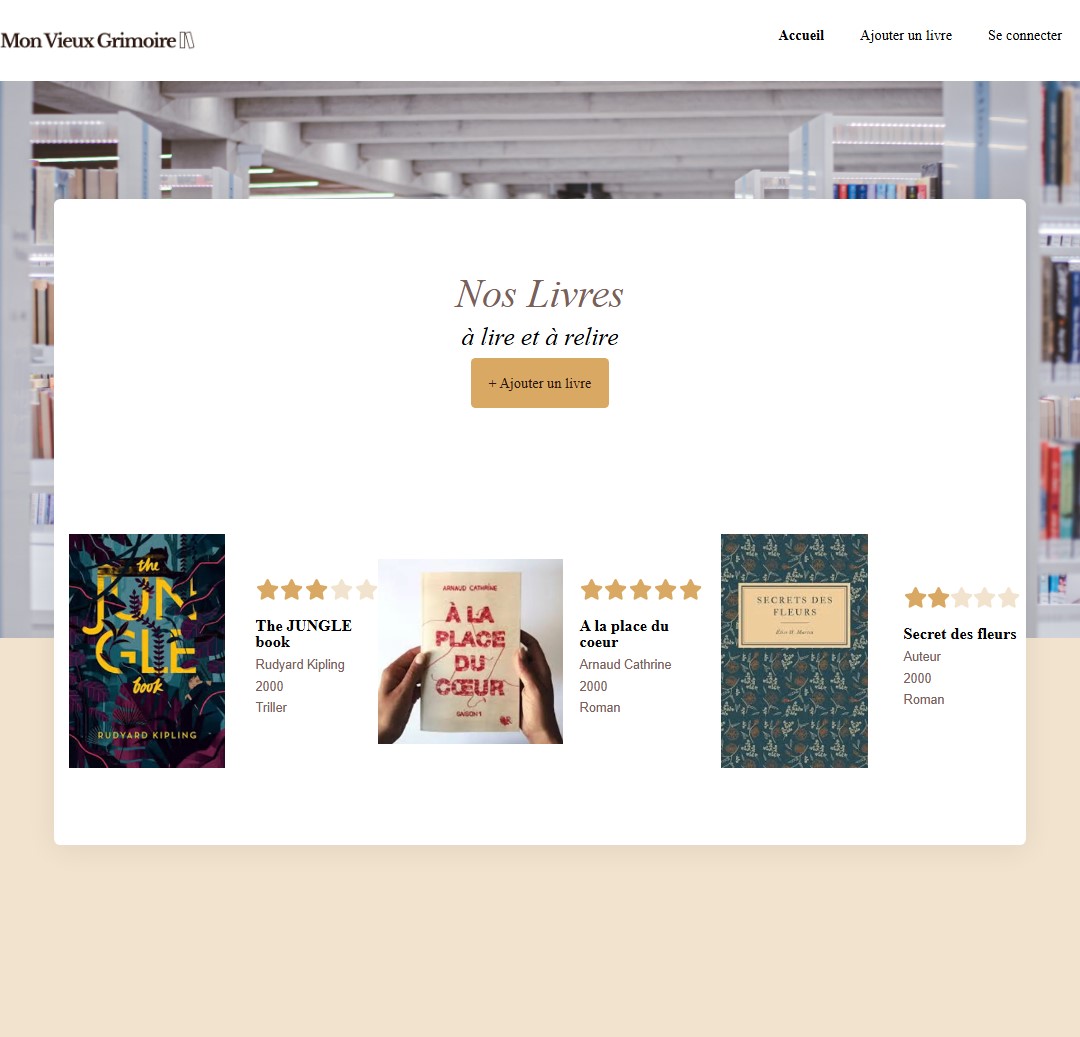 Mon Vieux Grimoire
Accueil
Ajouter un livre
Se connecter
Nos Livres
à lire et à relire
+ Ajouter un livre
the
JUN
GLE
book
RUDYARD KIPLING
The JUNGLE
book
Rudyard Kipling
2000
Triller
ARNAUD CATHRINE
À LA
PLACE
DU
CŒUR
SAISON 1
A la place du
coeur
Arnaud Cathrine
2000
Roman
SECRETS DES
FLEURS
Secret des fleurs
Auteur
2000
Roman